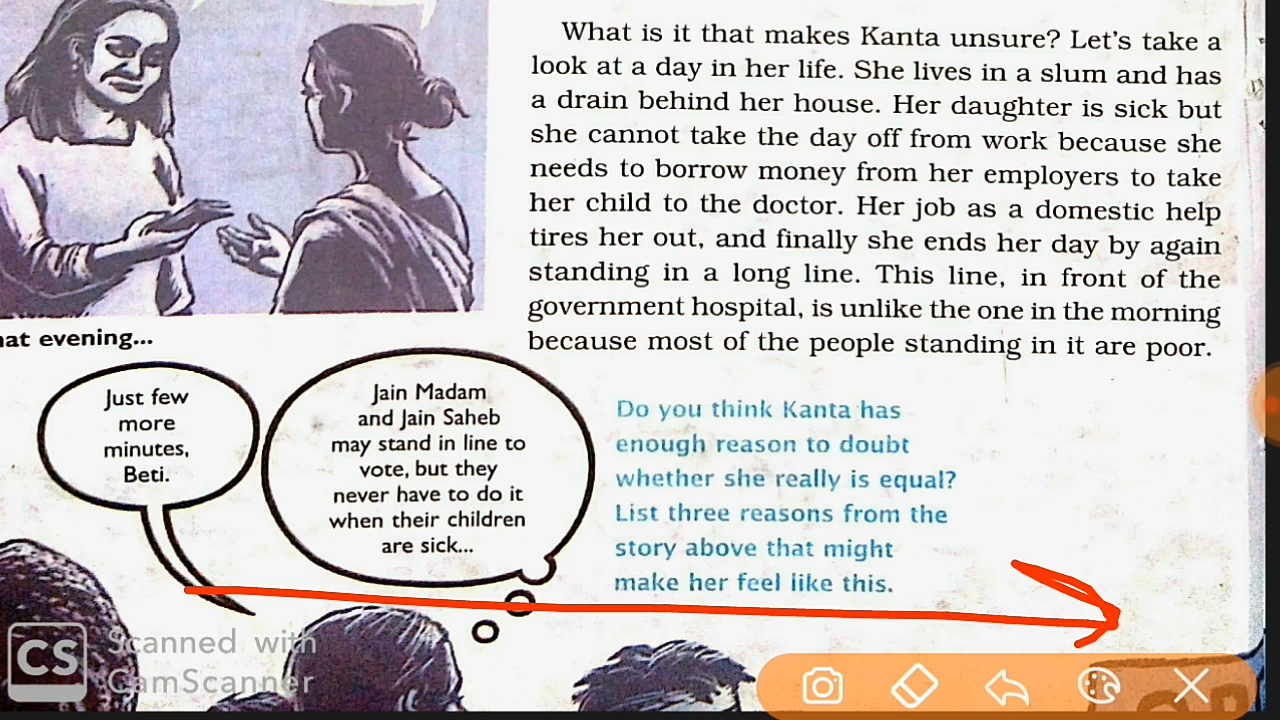 What is it that makes Kanta unsure? Let's take a
look at a day in her life. She lives in a slum and has
a drain behind her house. Her daughter is sick but
she cannot take the day off from work because she
needs to borrow money from her employers to take
her child to the doctor. Her job as a domestic help
tires her out, and finally she ends her day by again
standing in a long line. This line, in front of the
government hospital, is unlike the one in the morning
because most of the people standing in it are poor.
evening...
Just few
more
minutes,
Beti.
Jain Madam
and Jain Saheb
may stand in line to
vote, but they
never have to do it
when their children
are sick...
Do you think Kanta has
enough reason to doubt
whether she really is equal?
List three reasons from the
story above that might
make her feel like this.
CS
Scanned with
CamScanner